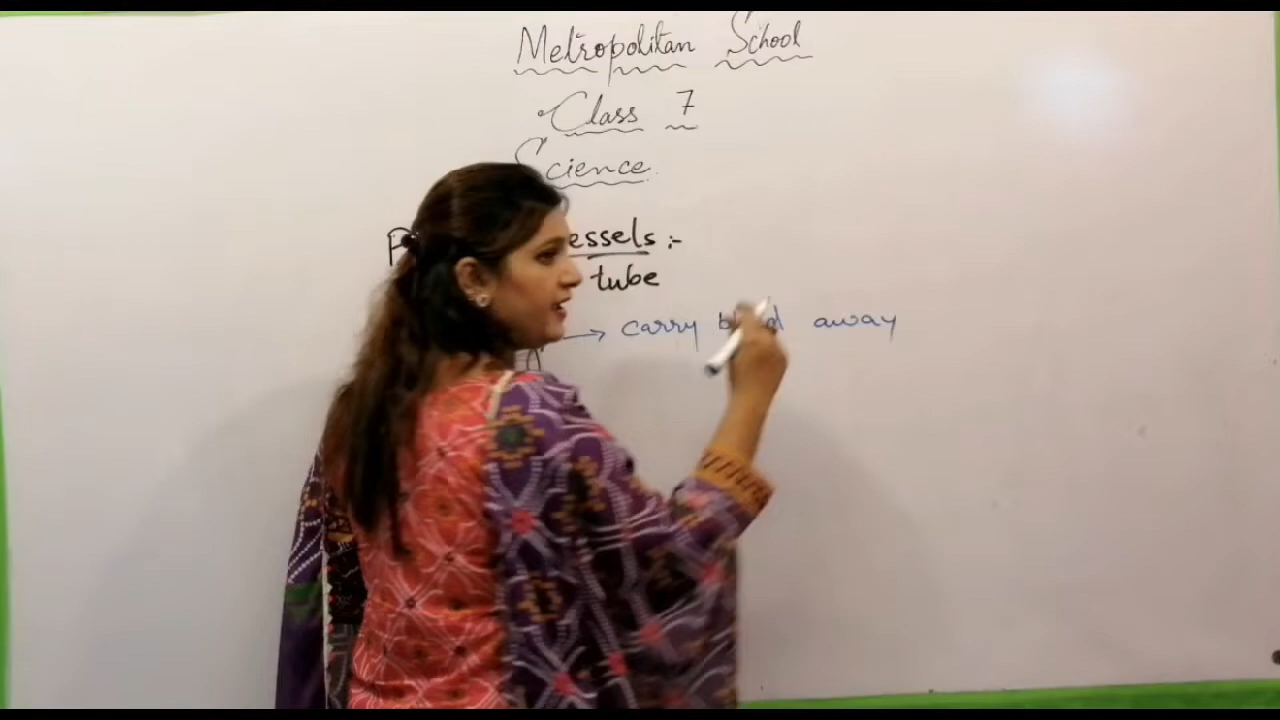 Metropolitan School
Class 7
Science
essels :-
tube
→ carry blood away